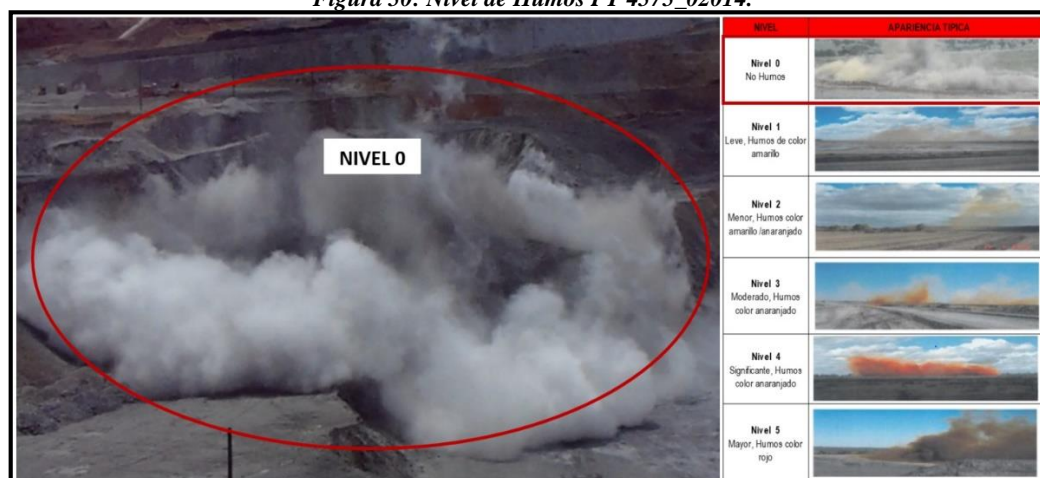 Figura 50: Nivel de Humos PY 4375_02014.
NIVEL 0
NIVEL
APARIENCIA TIPICA
Nivel 0
No Humos
Nivel 1
Leve, Humos de color
amarillo
Nivel 2
Menor, Humos color
amarillo /anaranjado
Nivel 3
Moderado, Humos
color anaranjado
Nivel 4
Significante, Humos
color anaranjado
Nivel 5
Mayor, Humos color
rojo